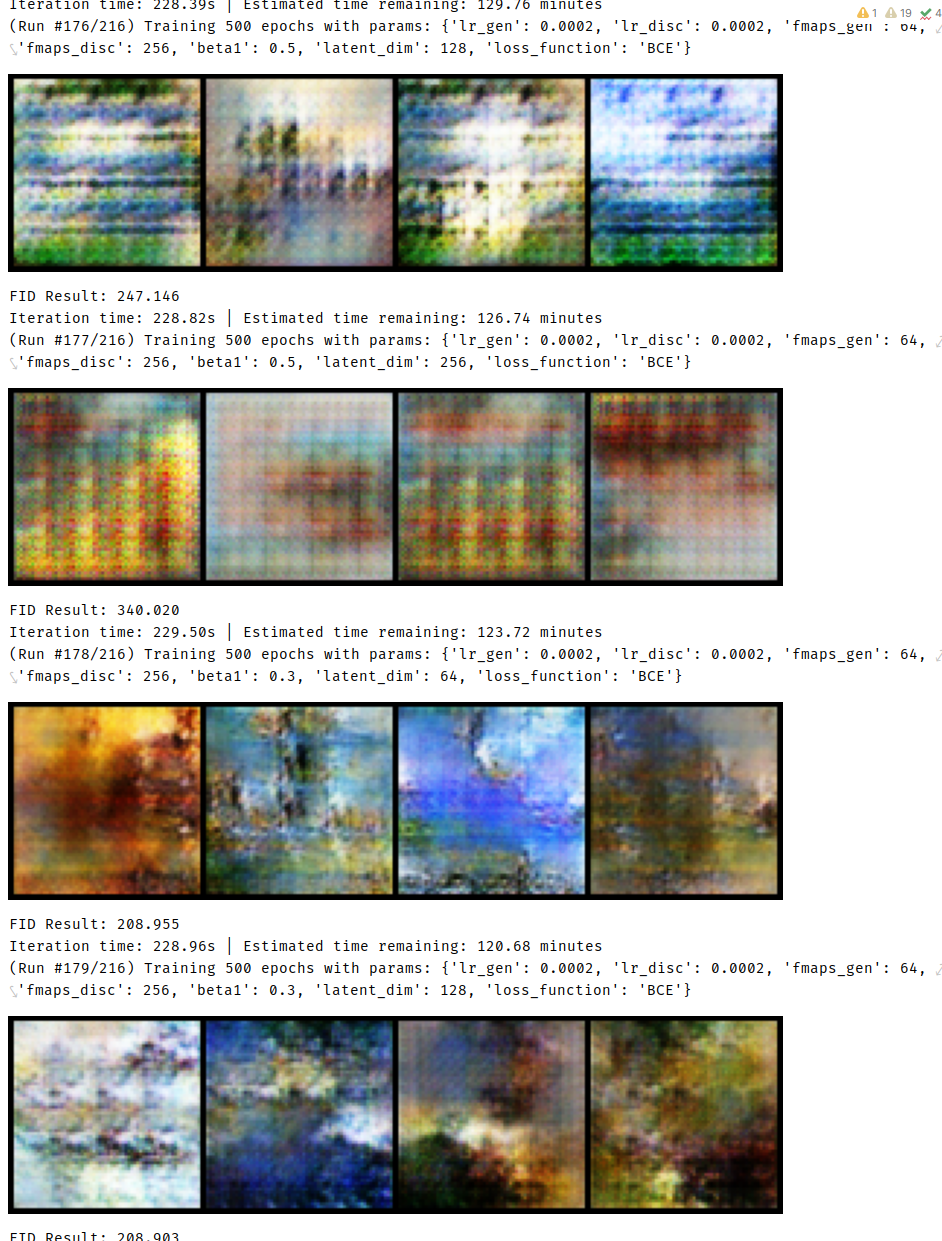 Iteration time: 228.39s | Estimated time remaining: 129.76 minutes
1 19 4
(Run #176/216) Training 500 epochs with params: {'lr_gen': 0.0002, 'lr_disc': 0.0002, 'fmaps_gen': 64,
'fmaps_disc': 256, 'beta1': 0.5, 'latent_dim': 128, 'loss_function': 'BCE'}
FID Result: 247.146
Iteration time: 228.82s | Estimated time remaining: 126.74 minutes
(Run #177/216) Training 500 epochs with params: {'lr_gen': 0.0002, 'lr_disc': 0.0002, 'fmaps_gen': 64,
'fmaps_disc': 256, 'beta1': 0.5, 'latent_dim': 256, 'loss_function': 'BCE'}
FID Result: 340.020
Iteration time: 229.50s | Estimated time remaining: 123.72 minutes
(Run #178/216) Training 500 epochs with params: {'lr_gen': 0.0002, 'lr_disc': 0.0002, 'fmaps_gen': 64,
'fmaps_disc': 256, 'beta1': 0.3, 'latent_dim': 64, 'loss_function': 'BCE'}
FID Result: 208.955
Iteration time: 228.96s | Estimated time remaining: 120.68 minutes
(Run #179/216) Training 500 epochs with params: {'lr_gen': 0.0002, 'lr_disc': 0.0002, 'fmaps_gen': 64,
'fmaps_disc': 256, 'beta1': 0.3, 'latent_dim': 128, 'loss_function': 'BCE'}
FID Result: 208.903